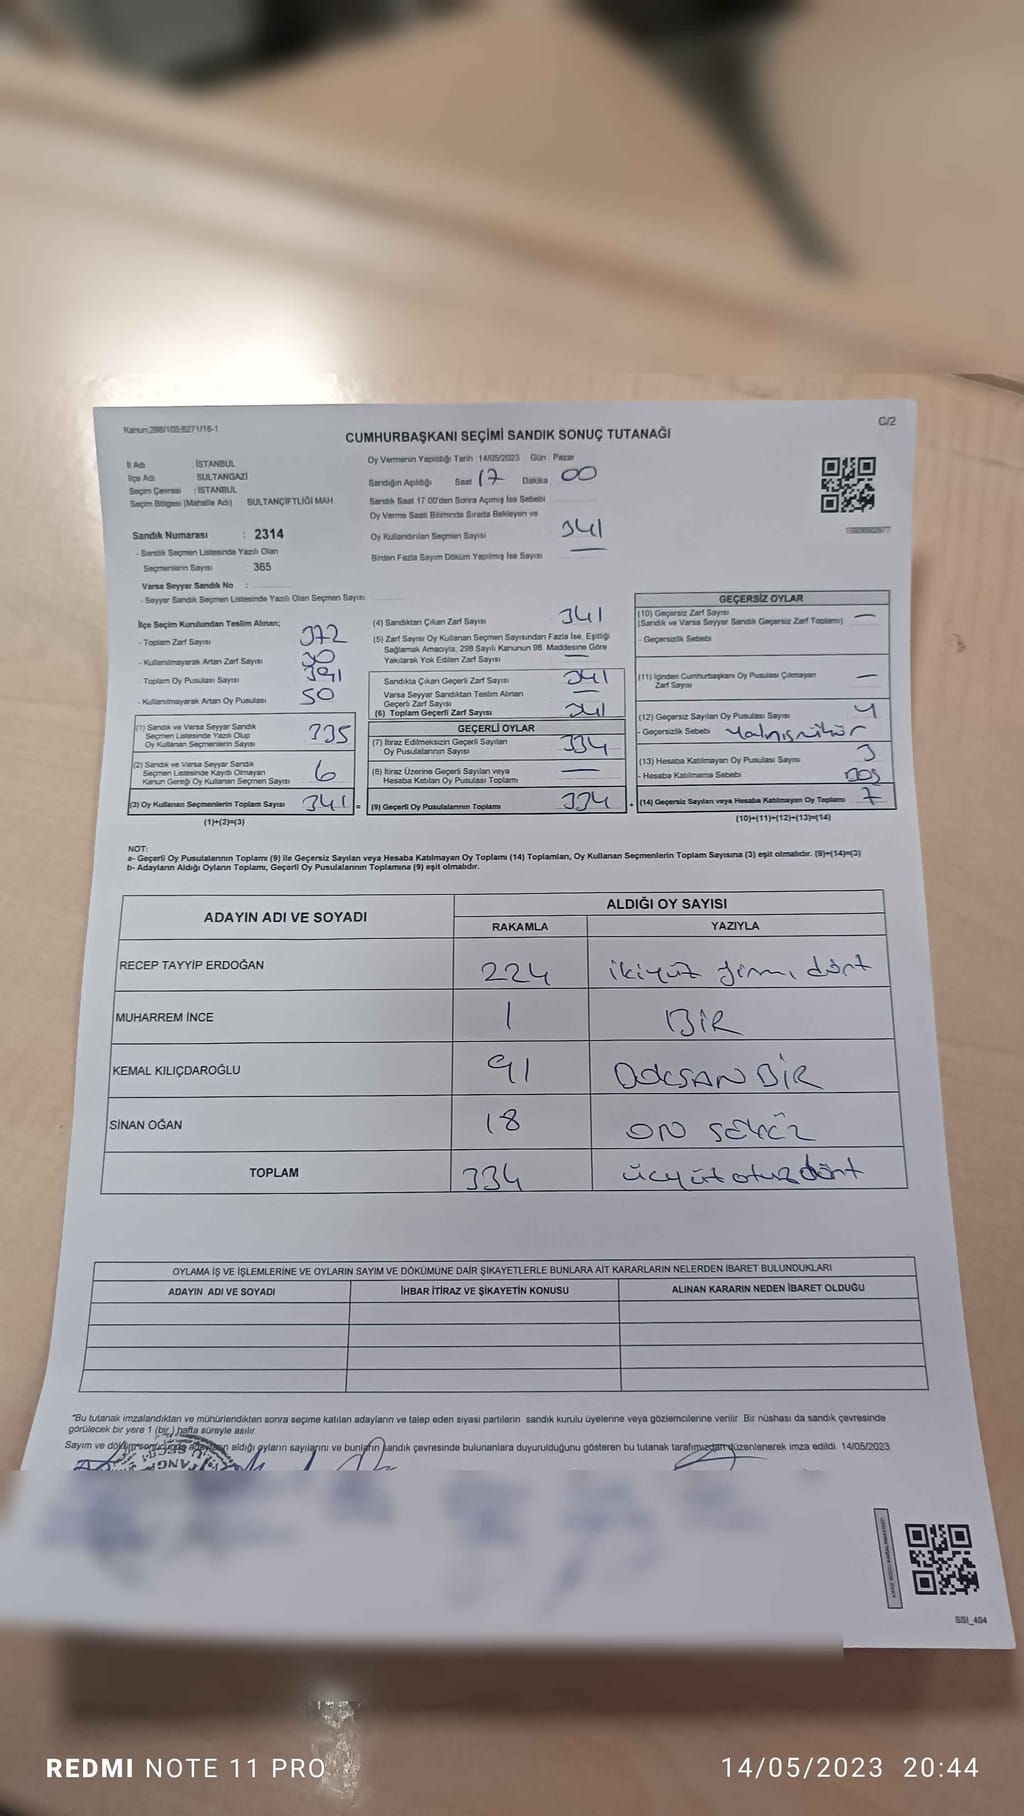 Kanun:298/105;6271/18-1
C/2
CUMHURBAŞKANI SEÇİMİ SANDIK SONUÇ TUTANAĞI
İl Adı İSTANBUL
İlçe Adı SULTANGAZİ
Seçim Çevresi : İSTANBUL
Seçim Bölgesi (Mahalle Adı) : SULTANÇİFTLİĞİ MAH
Sandık Numarası : 2314
- Sandık Seçmen Listesinde Yazılı Olan
Seçmenlerin Sayısı : 365
Varsa Seyyar Sandık No :
- Seyyar Sandık Seçmen Listesinde Yazılı Olan Seçmen Sayısı
Oy Vermenin Yapıldığı Tarih : 14/05/2023 Gün : Pazar
Sandığın Açıldığı Saat 17 Dakika 00
Sandık Saat 17.00'den Sonra Açımış İse Sebebi
Oy Verme Saati Bitiminde Sırada Bekleyen ve
Oy Kullandırılan Seçmen Sayısı 341
Birden Fazla Sayım Döküm Yapılmış İse Sayısı
İlçe Seçim Kurulundan Teslim Alınan;
- Toplam Zarf Sayısı 372
- Kullanılmayarak Artan Zarf Sayısı 30
- Toplam Oy Pusulası Sayısı 391
- Kullanılmayarak Artan Oy Pusulası 50
(1) Sandık ve Varsa Seyyar Sandık
Seçmen Listesinde Yazılı Olup
Oy Kullanan Seçmenlerin Sayısı 335
(2) Sandık ve Varsa Seyyar Sandık
Seçmen Listesinde Kayıtlı Olmayan
Kanun Gereği Oy Kullanan Seçmen Sayısı 6
(3) Oy Kullanan Seçmenlerin Toplam Sayısı 341 =
(1)+(2)=(3)
(4) Sandıktan Çıkan Zarf Sayısı 341
(5) Zarf Sayısı Oy Kullanan Seçmen Sayısından Fazla İse, Eşitliği
Sağlamak Amacıyla, 298 Sayılı Kanunun 98. Maddesine Göre
Yakılarak Yok Edilen Zarf Sayısı —
Sandıkta Çıkan Geçerli Zarf Sayısı 341
Varsa Seyyar Sandıktan Teslim Alınan
Geçerli Zarf Sayısı —
(6) Toplam Geçerli Zarf Sayısı 341
GEÇERLİ OYLAR
(7) İtiraz Edilmeksizin Geçerli Sayılan
Oy Pusulalarının Sayısı 334
(8) İtiraz Üzerine Geçerli Sayılan veya
Hesaba Katılan Oy Pusulası Toplamı —
(9) Geçerli Oy Pusulalarının Toplamı 334 +
GEÇERSİZ OYLAR
(10) Geçersiz Zarf Sayısı
(Sandık ve Varsa Seyyar Sandık Geçersiz Zarf Toplamı) —
- Geçersizlik Sebebi
(11) İçinden Cumhurbaşkanı Oy Pusulası Çıkmayan
Zarf Sayısı —
(12) Geçersiz Sayılan Oy Pusulası Sayısı 4
- Geçersizlik Sebebi
(13) Hesaba Katılmayan Oy Pusulası Sayısı 3
- Hesaba Katılmama Sebebi BOŞ
(14) Geçersiz Sayılan veya Hesaba Katılmayan Oy Toplamı 7
(10)+(11)+(12)+(13)=(14)
NOT:
a- Geçerli Oy Pusulalarının Toplamı (9) ile Geçersiz Sayılan veya Hesaba Katılmayan Oy Toplamı (14) Toplamları, Oy Kullanan Seçmenlerin Toplam Sayısına (3) eşit olmalıdır. (9)+(14)=(3)
b- Adayların Aldığı Oyların Toplamı, Geçerli Oy Pusulalarının Toplamına (9) eşit olmalıdır.
ADAYIN ADI VE SOYADI
ALDIĞI OY SAYISI
RAKAMLA YAZIYLA
RECEP TAYYİP ERDOĞAN 224 ikiyüz yirmi dört
MUHARREM İNCE 1 BİR
KEMAL KILIÇDAROĞLU 91 DOKSAN BİR
SİNAN OĞAN 18 ON SEKİZ
TOPLAM 334 üçyüz otuz dört
OYLAMA İŞ VE İŞLEMLERİNE VE OYLARIN SAYIM VE DÖKÜMÜNE DAİR ŞİKAYETLERLE BUNLARA AİT KARARLARIN NELERDEN İBARET BULUNDUKLARI
ADAYIN ADI VE SOYADI İHBAR İTİRAZ VE ŞİKAYETİN KONUSU ALINAN KARARIN NEDEN İBARET OLDUĞU
"Bu tutanak imzalandıktan ve mühürlendikten sonra seçime katılan adayların ve talep eden siyasi partilerin sandık kurulu üyelerine veya gözlemcilerine verilir. Bir nüshası da sandık çevresinde
görülecek bir yere 1 (bir) hafta süreyle asılır.
Sayım ve döküm sonucunda adayların aldığı oyların sayılarını ve bunların sandık çevresinde bulunanlara duyurulduğunu gösteren bu tutanak tarafımızdan düzenlenerek imza edildi. 14/05/2023
SSI_404
REDMI NOTE 11 PRO
14/05/2023 20:44